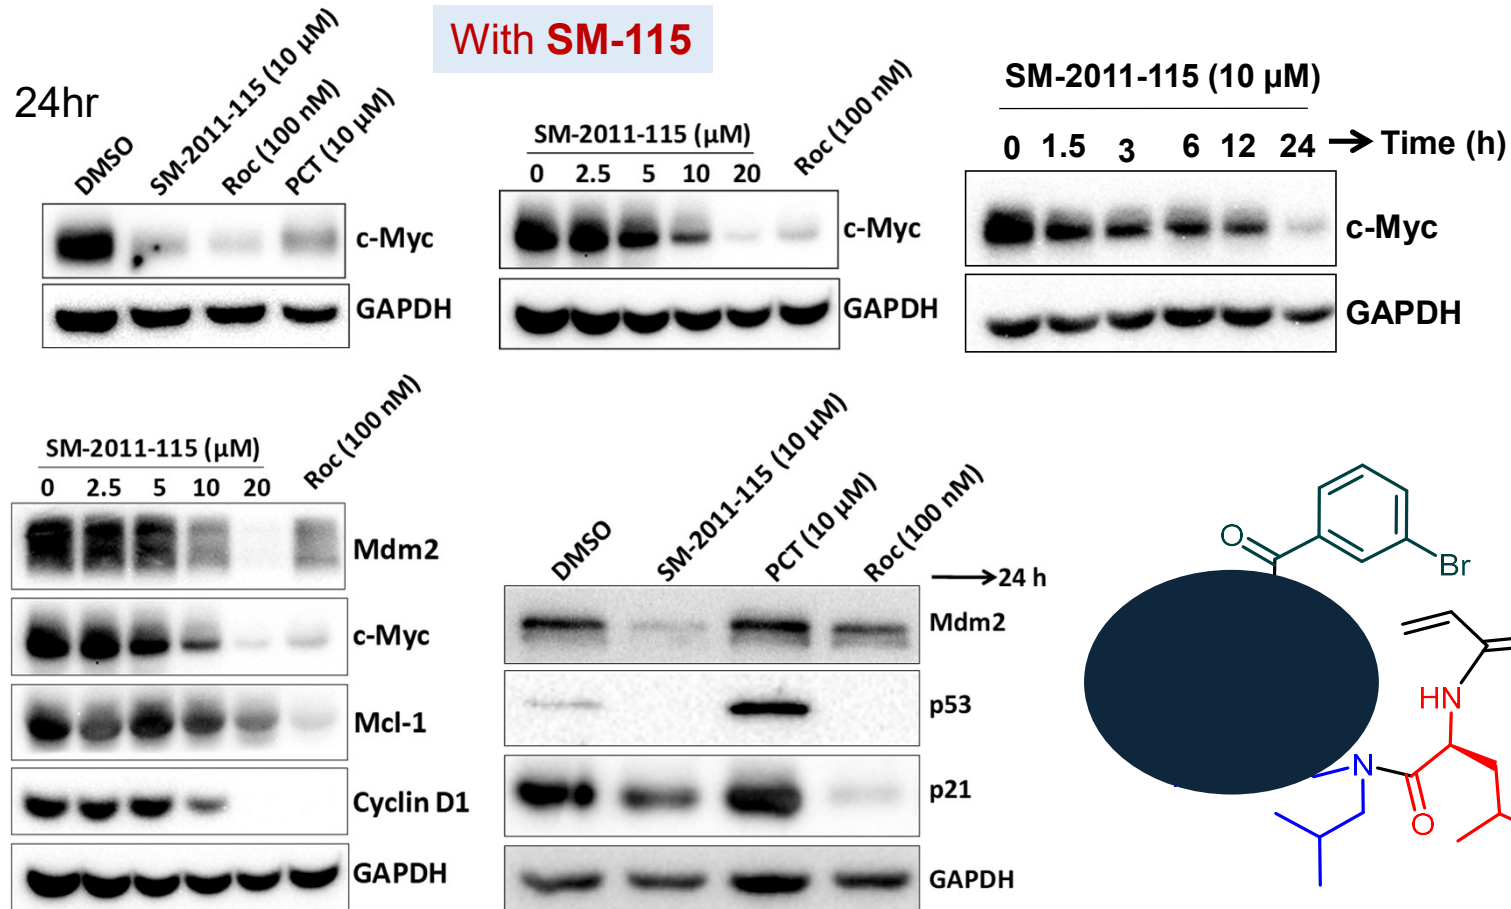 With SM-115
24hr
DMSO
SM-2011-115 (10 µM)
Roc (100 nM)
PCT (10 µM)
c-Myc
GAPDH
SM-2011-115 (µM)
0 2.5 5 10 20
Roc (100 nM)
c-Myc
GAPDH
SM-2011-115 (10 µM)
0 1.5 3 6 12 24 → Time (h)
c-Myc
GAPDH
SM-2011-115 (µM)
0 2.5 5 10 20
Roc (100 nM)
Mdm2
c-Myc
Mcl-1
Cyclin D1
GAPDH
DMSO
SM-2011-115 (10 µM)
PCT (10 µM)
Roc (100 nM)
→24 h
Mdm2
p53
p21
GAPDH
O
Br
HN
N
O